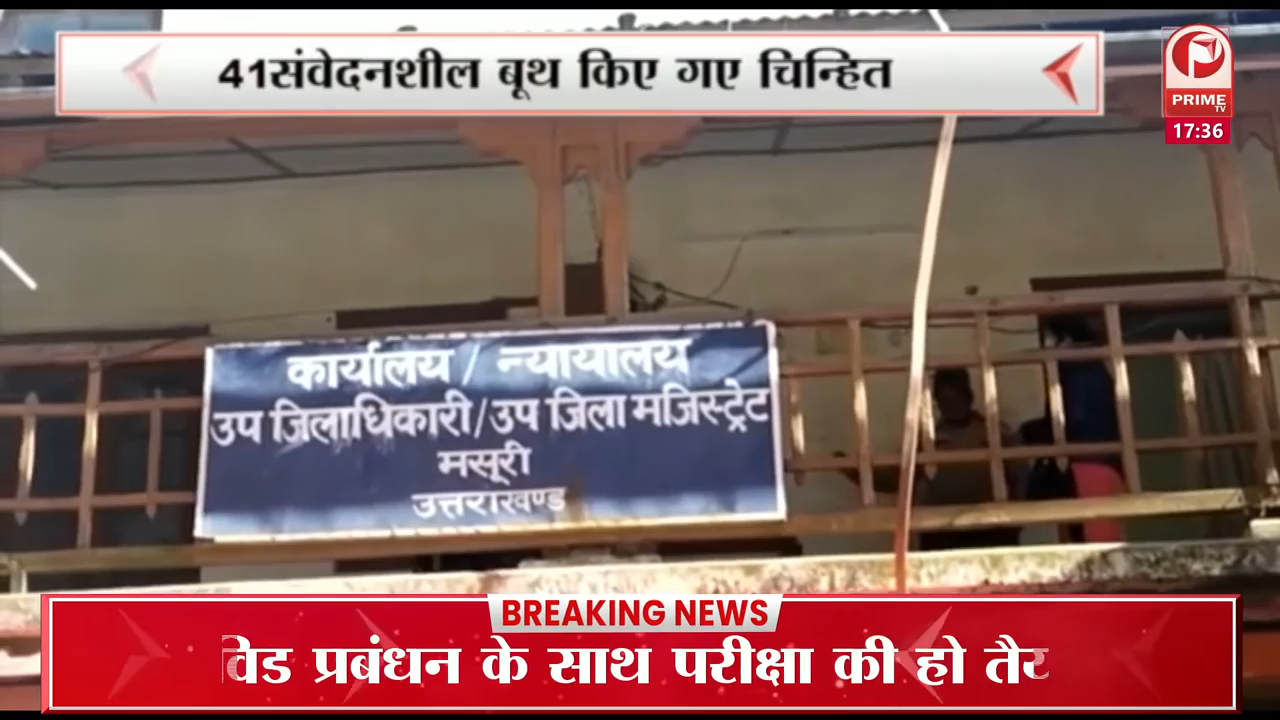 41संवेदनशील बूथ किए गए चिन्हित
PRIME
TV
17:36
कार्यालय / न्यायालय
उप जिलाधिकारी/उप जिला मजिस्ट्रेट
मसूरी
उत्तराखण्ड
BREAKING NEWS
प्रबंधन के साथ परीक्षा की हो